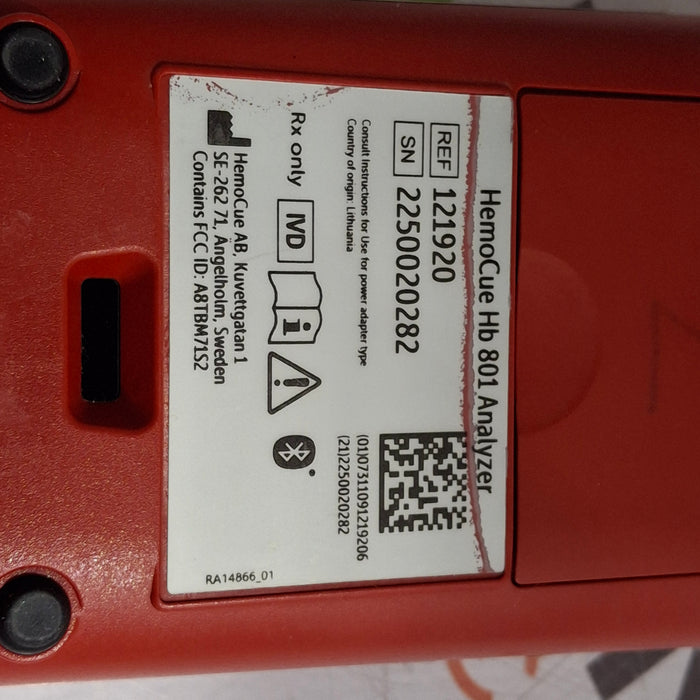 HemoCue Hb 801 Analyzer
REF 121920
SN 2250020282
(01)07311091219206
(21)2250020282
Consult Instructions for Use for power adapter type
Country of origin: Lithuania
Rx only IVD
HemoCue AB, Kuvettgatan 1
SE-262 71, Ängelholm, Sweden
Contains FCC ID: A8TBM71S2
RA14866_01